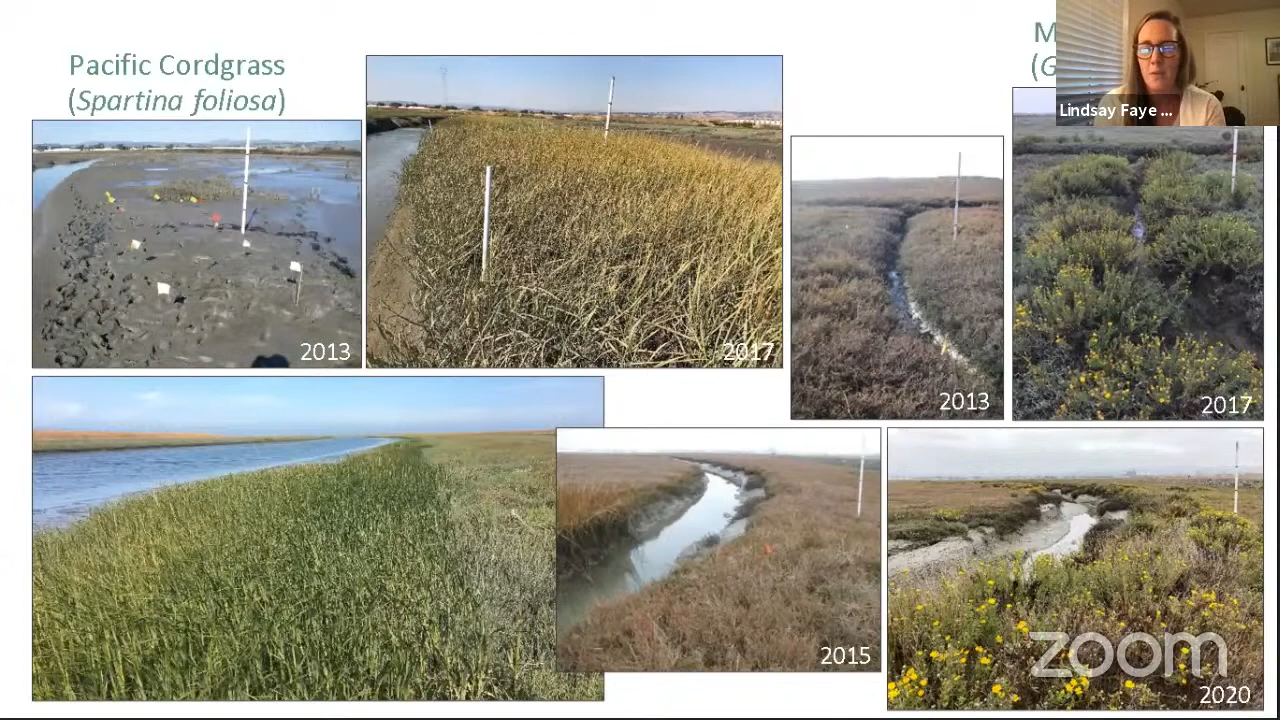 Pacific Cordgrass
(Spartina foliosa)
M
(G
Lindsay Faye ...
2013
2017
2013
2017
2015
zoom
2020